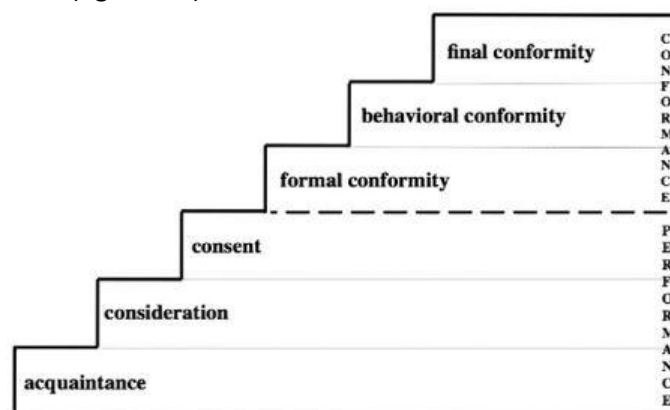 final conformity
behavioral conformity
formal conformity
consent
consideration
acquaintance
CONFORMANCE
PERFORMANCE